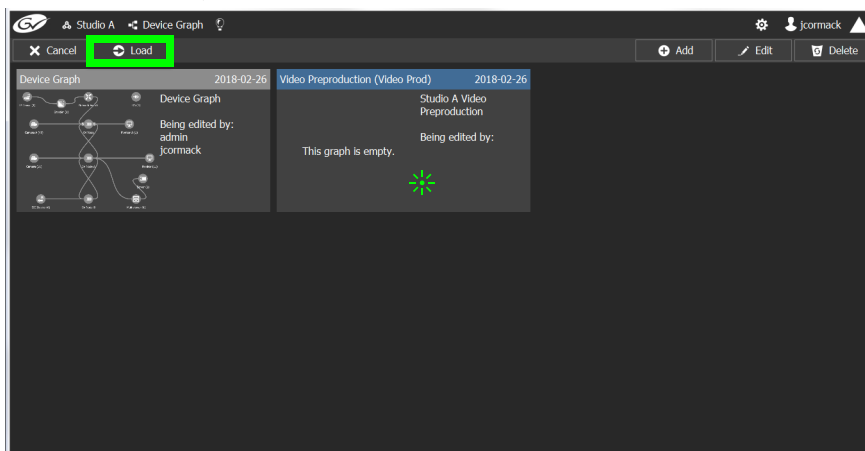 GV Studio A Device Graph jcormack
Cancel Load Add Edit Delete
Device Graph 2018-02-26
Device Graph
Being edited by:
admin
jcormack
Video Preproduction (Video Prod) 2018-02-26
Studio A Video
Preproduction
Being edited by:
This graph is empty.